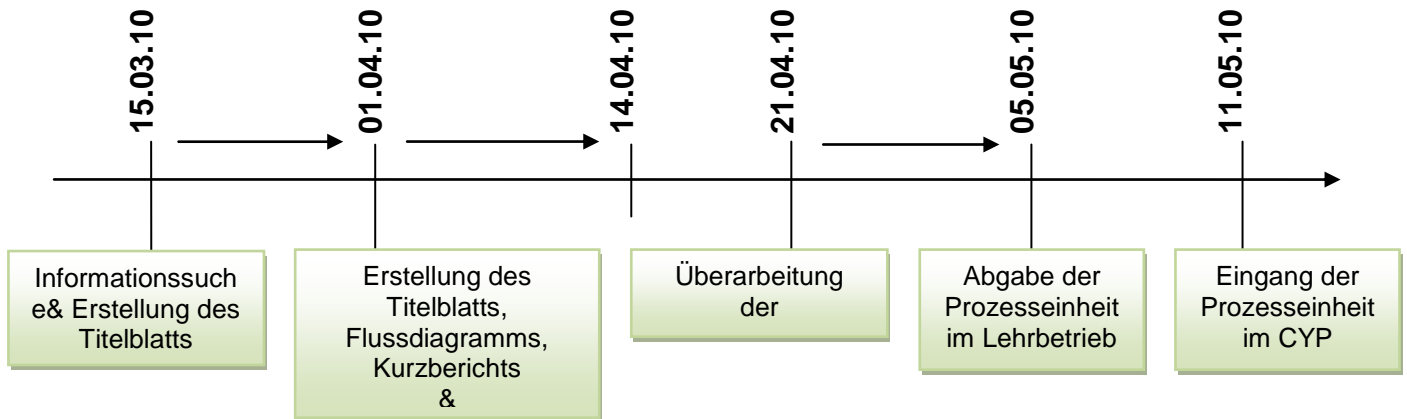 15.03.10
01.04.10
14.04.10
21.04.10
05.05.10
11.05.10
Informationssuch
e& Erstellung des
Titelblatts
Erstellung des
Titelblatts,
Flussdiagramms,
Kurzberichts
&
Überarbeitung
der
Abgabe der
Prozesseinheit
im Lehrbetrieb
Eingang der
Prozesseinheit
im CYP